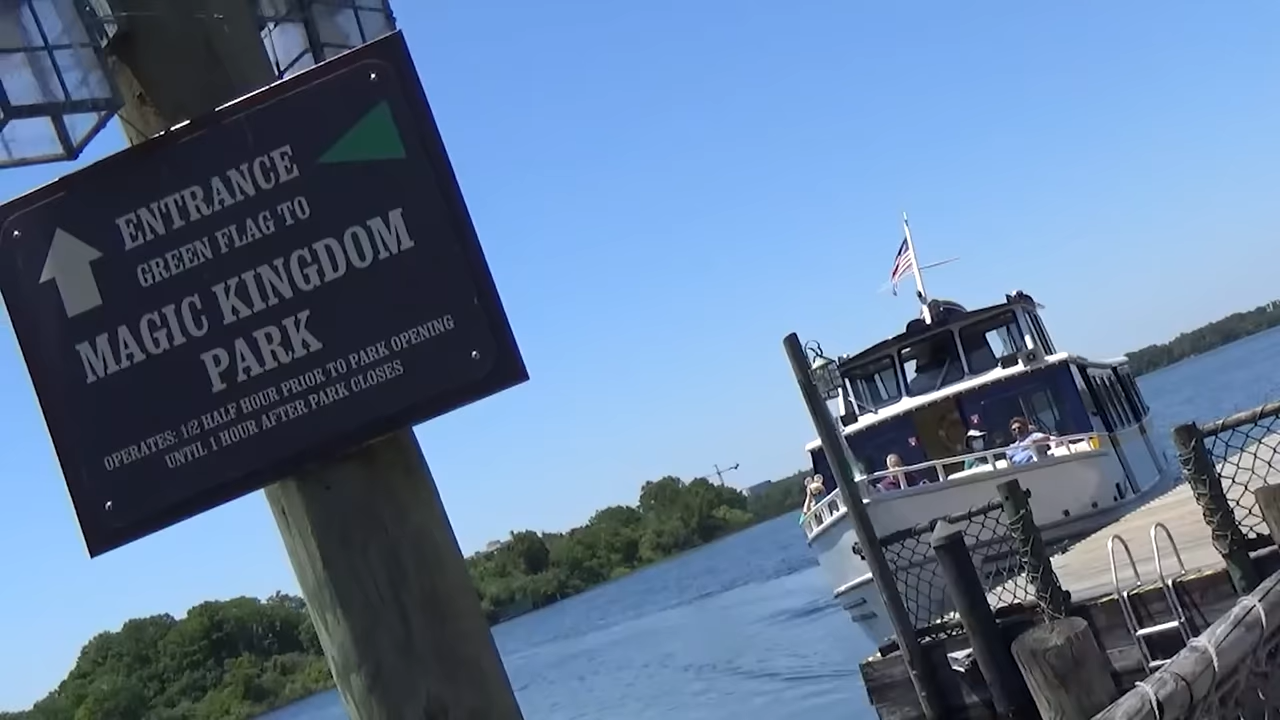 ENTRANCE
GREEN FLAG TO
MAGIC KINGDOM
PARK
OPERATES: 1/2 HALF HOUR PRIOR TO PARK OPENING
UNTIL 1 HOUR AFTER PARK CLOSES